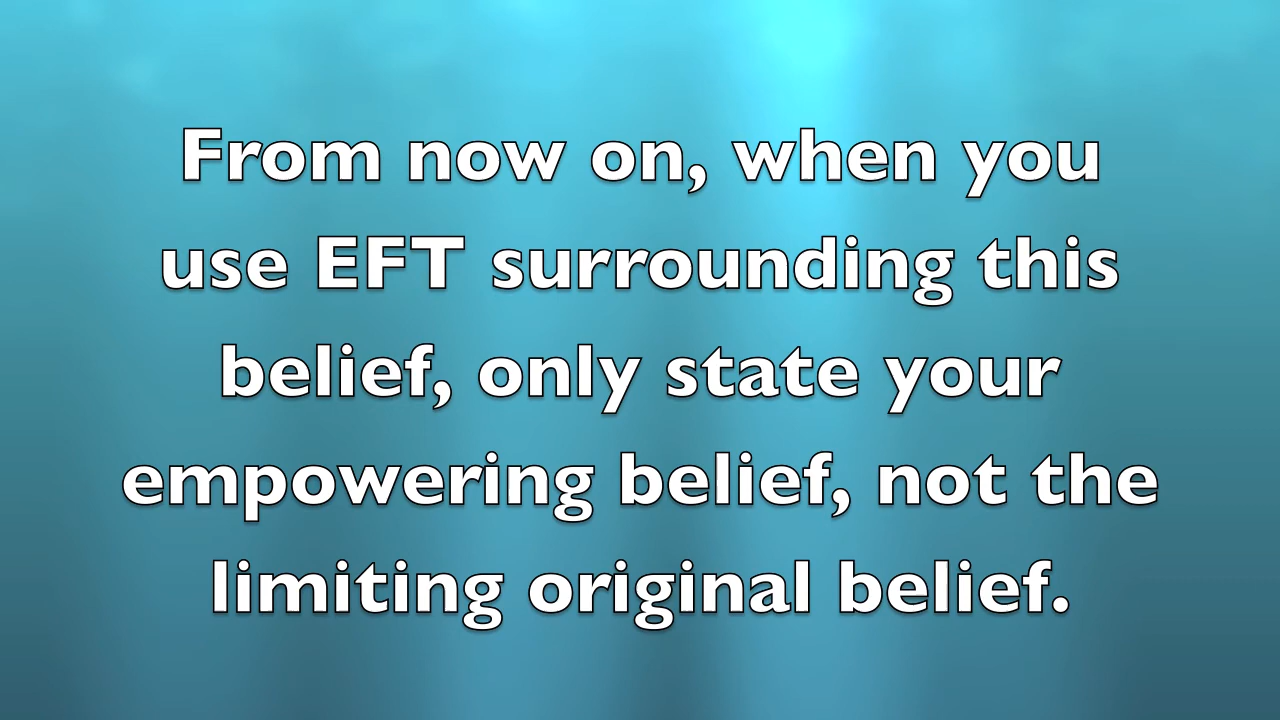 From now on, when you
use EFT surrounding this
belief, only state your
empowering belief, not the
limiting original belief.